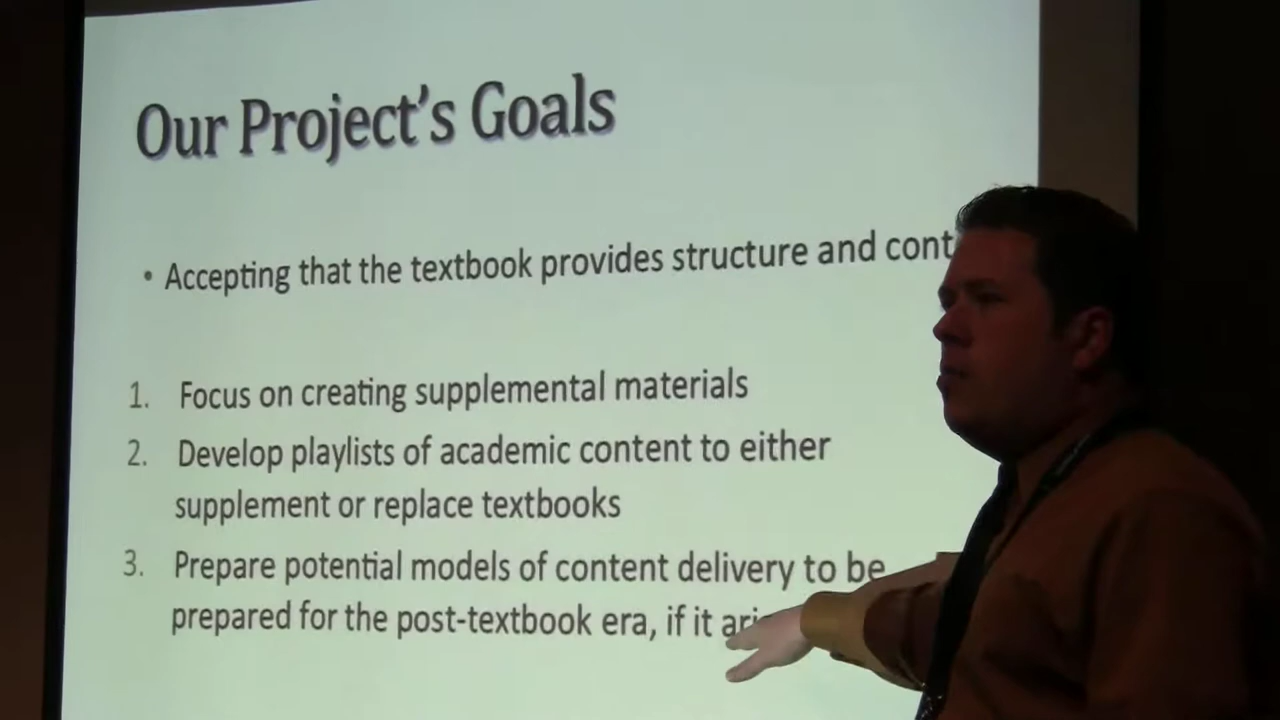 Our Project's Goals
• Accepting that the textbook provides structure and cont
1. Focus on creating supplemental materials
2. Develop playlists of academic content to either
supplement or replace textbooks
3. Prepare potential models of content delivery to be
prepared for the post-textbook era, if it